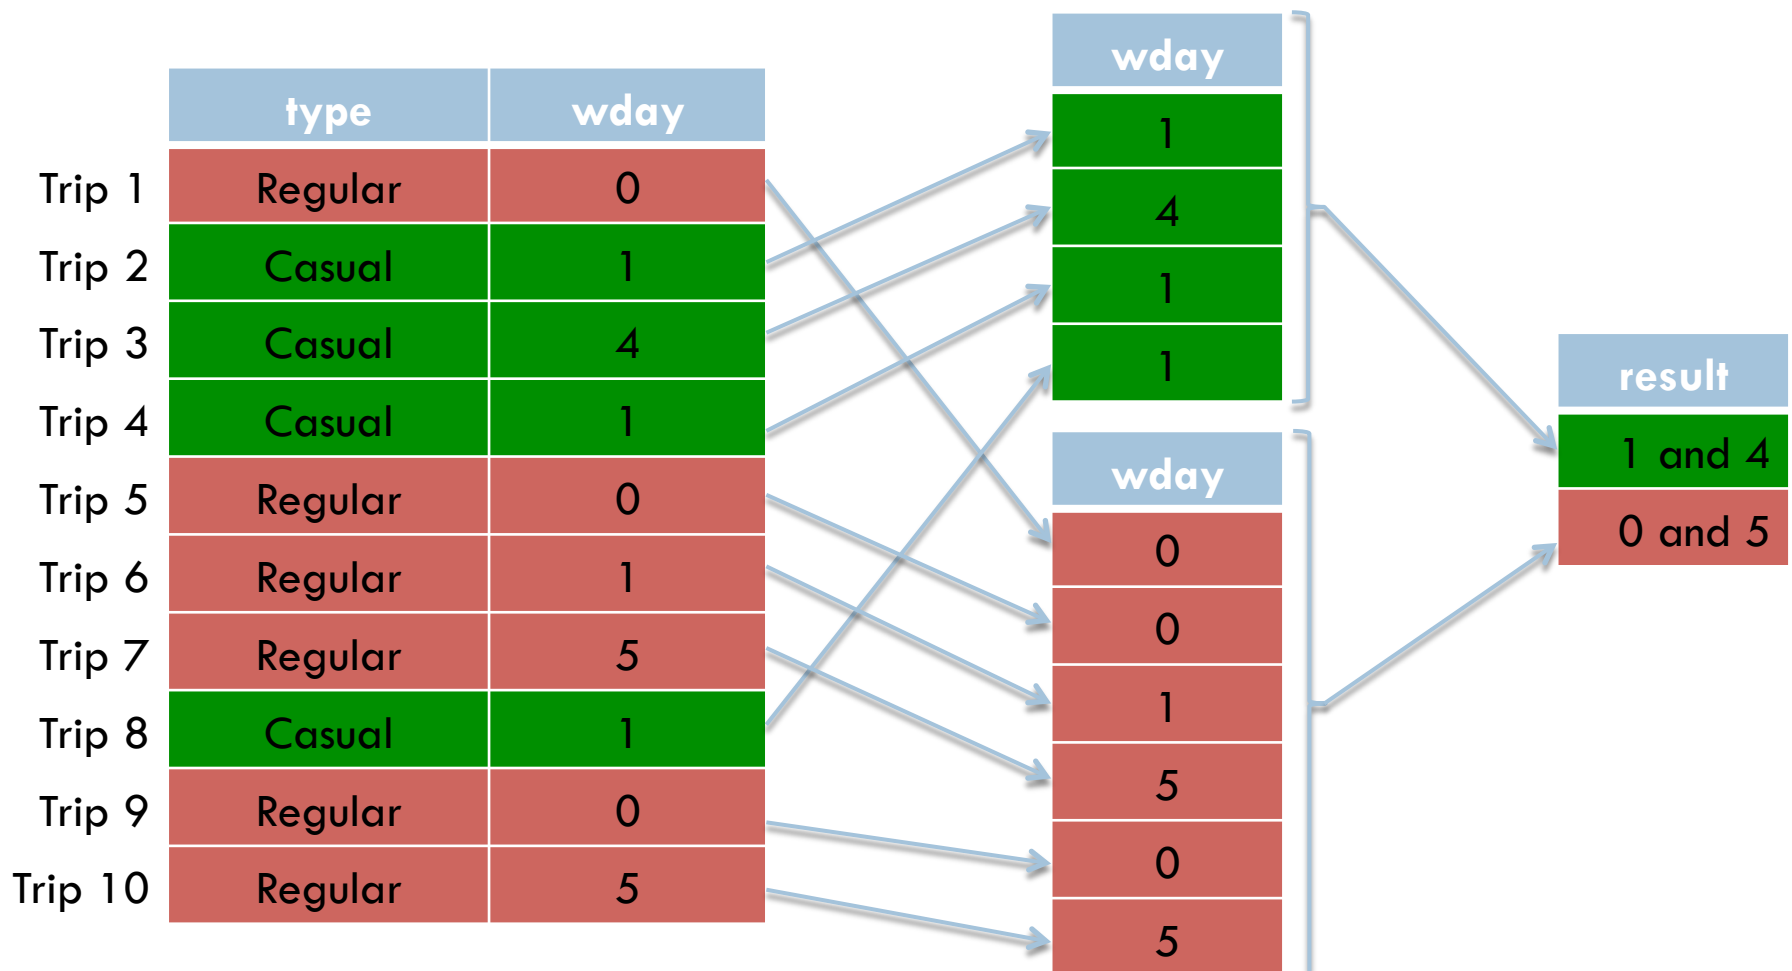 type wday
Trip 1 Regular 0
Trip 2 Casual 1
Trip 3 Casual 4
Trip 4 Casual 1
Trip 5 Regular 0
Trip 6 Regular 1
Trip 7 Regular 5
Trip 8 Casual 1
Trip 9 Regular 0
Trip 10 Regular 5
wday
1
4
1
1
wday
0
0
1
5
0
5
result
1 and 4
0 and 5